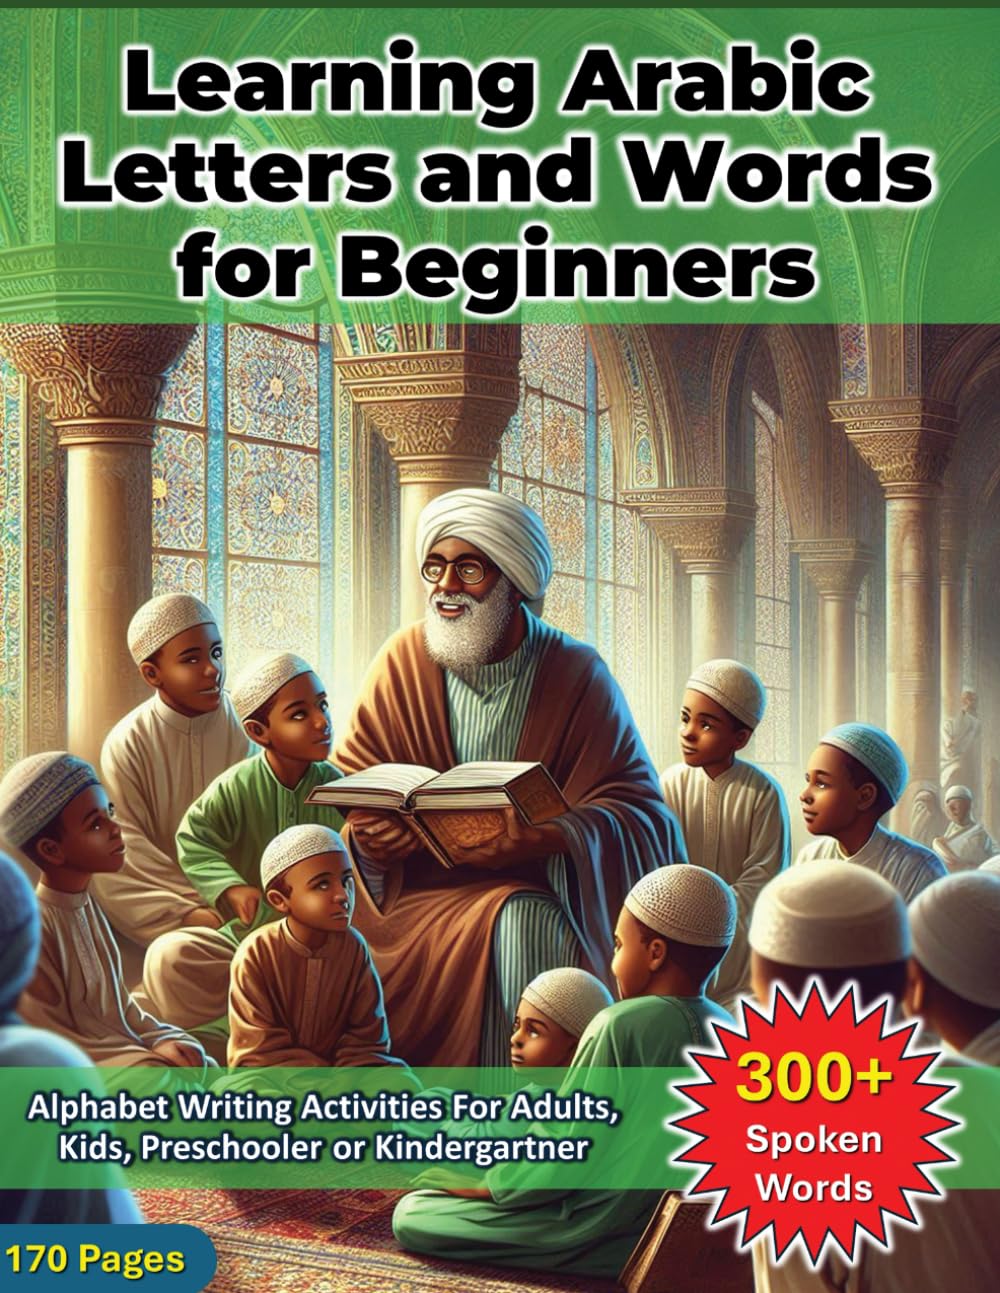 Learning Arabic
Letters and Words
for Beginners
Alphabet Writing Activities For Adults,
Kids, Preschooler or Kindergartner
300+
Spoken
Words
170 Pages